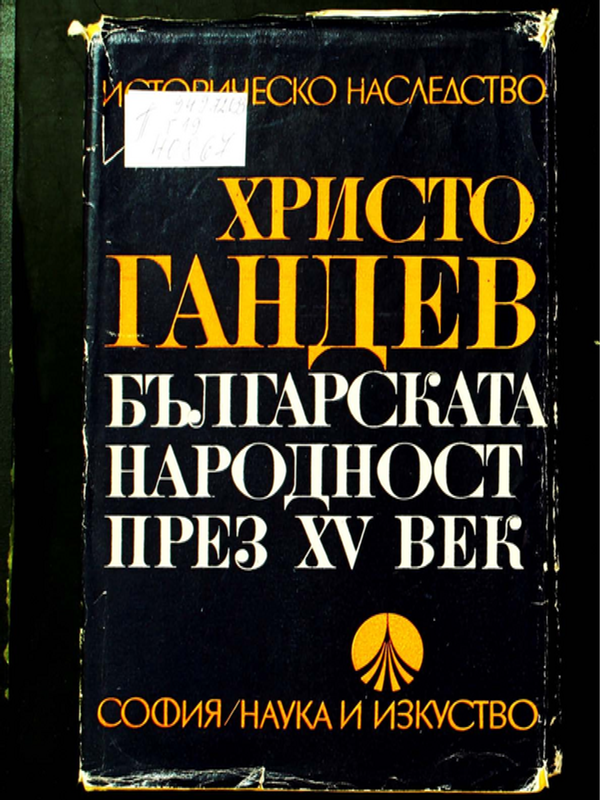 ИСТОРИЧЕСКО НАСЛЕДСТВО
ХРИСТО
ГАНДЕВ
БЪЛГАРСКАТА
НАРОДНОСТ
ПРЕЗ XV ВЕК
СОФИЯ/НАУКА И ИЗКУСТВО